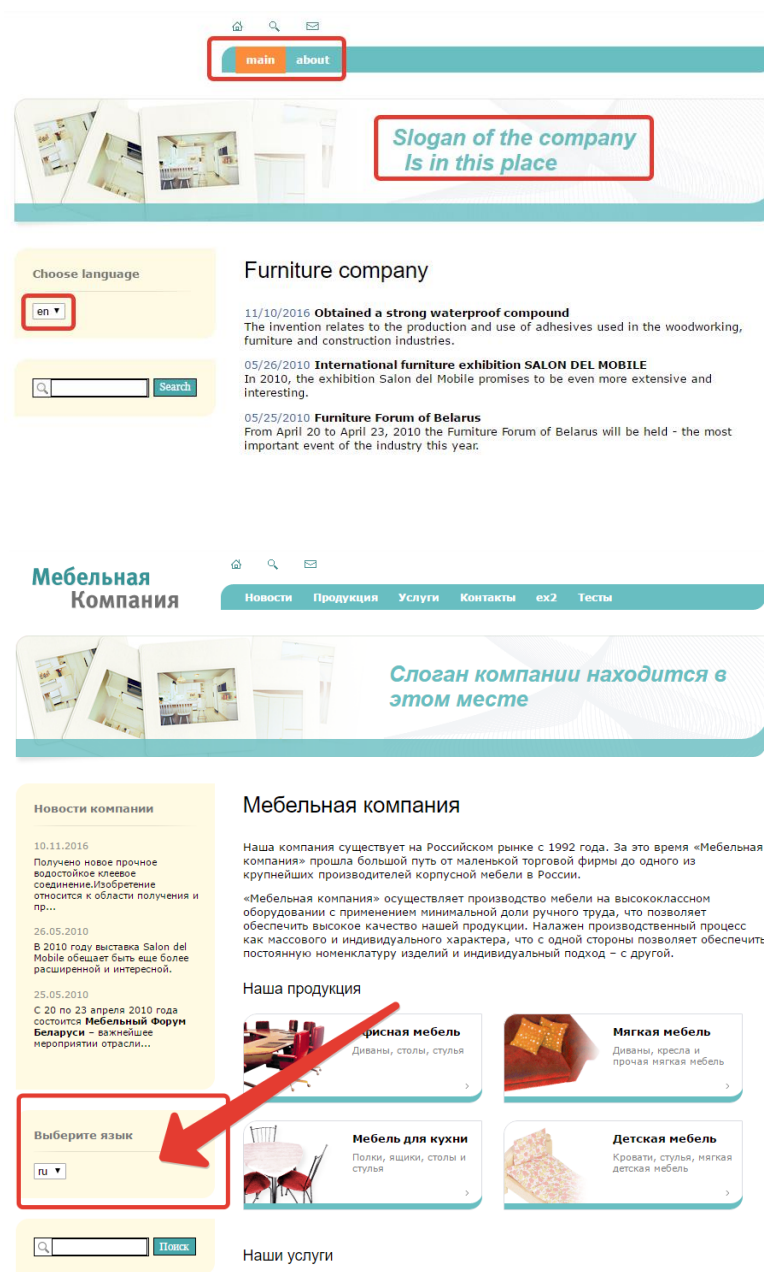 main about
Slogan of the company
Is in this place
Choose language
en
Search
Furniture company
11/10/2016 Obtained a strong waterproof compound
The invention relates to the production and use of adhesives used in the woodworking,
furniture and construction industries.
05/26/2010 International furniture exhibition SALON DEL MOBILE
In 2010, the exhibition Salon del Mobile promises to be even more extensive and
interesting.
05/25/2010 Furniture Forum of Belarus
From April 20 to April 23, 2010 the Furniture Forum of Belarus will be held - the most
important event of the industry this year.
Мебельная
Компания
Новости Продукция Услуги Контакты ex2 Тесты
Слоган компании находится в
этом месте
Новости компании
10.11.2016
Получено новое прочное
водостойкое клеевое
соединение.Изобретение
относится к области получения и
пр...
26.05.2010
В 2010 году выставка Salon del
Mobile обещает быть еще более
расширенной и интересной.
25.05.2010
С 20 по 23 апреля 2010 года
состоится Мебельный Форум
Беларуси – важнейшее
мероприятии отрасли...
Выберите язык
ru
Поиск
Мебельная компания
Наша компания существует на Российском рынке с 1992 года. За это время «Мебельная
компания» прошла большой путь от маленькой торговой фирмы до одного из
крупнейших производителей корпусной мебели в России.
«Мебельная компания» осуществляет производство мебели на высококлассном
оборудовании с применением минимальной доли ручного труда, что позволяет
обеспечить высокое качество нашей продукции. Налажен производственный процесс
как массового и индивидуального характера, что с одной стороны позволяет обеспечить
постоянную номенклатуру изделий и индивидуальный подход – с другой.
Наша продукция
мебель
Диваны, столы, стулья
Мягкая мебель
Диваны, кресла и
прочая мягкая мебель
Мебель для кухни
Полки, ящики, столы и
стулья
Детская мебель
Кровати, стулья, мягкая
детская мебель
Наши услуги